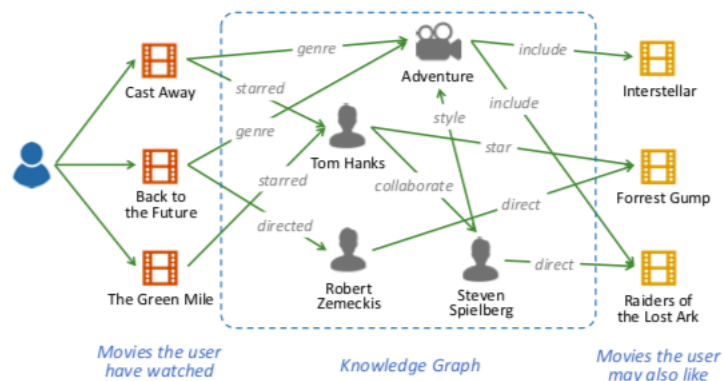 genre
Adventure
include
Cast Away
starred
Interstellar
genre
style
include
Tom Hanks
star
starred
collaborate
Back to
the Future
Forrest Gump
directed
direct
The Green Mile
Robert
Zemeckis
Steven
Spielberg
direct
Raiders of
the Lost Ark
Movies the user
have watched
Knowledge Graph
Movies the user
may also like